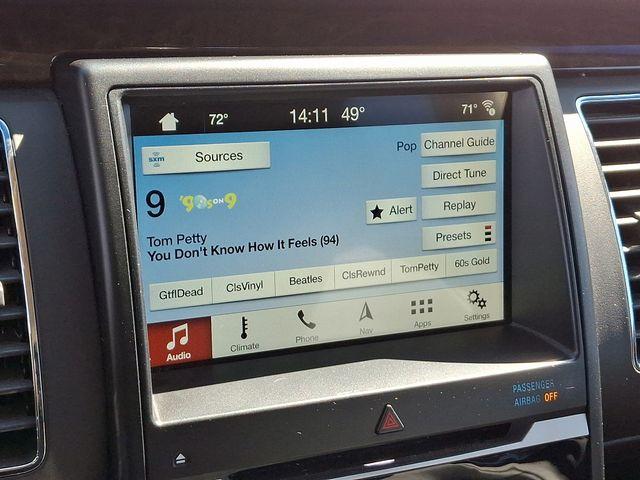 72° 14:11 49° 71°
sxm Sources
Pop Channel Guide
Direct Tune
9 '90s ON 9
Alert Replay
Presets
Tom Petty
You Don't Know How It Feels (94)
GtflDead ClsVinyl Beatles ClsRewnd TomPetty 60s Gold
Audio Climate Phone Nav Apps Settings
PASSENGER
AIRBAG OFF